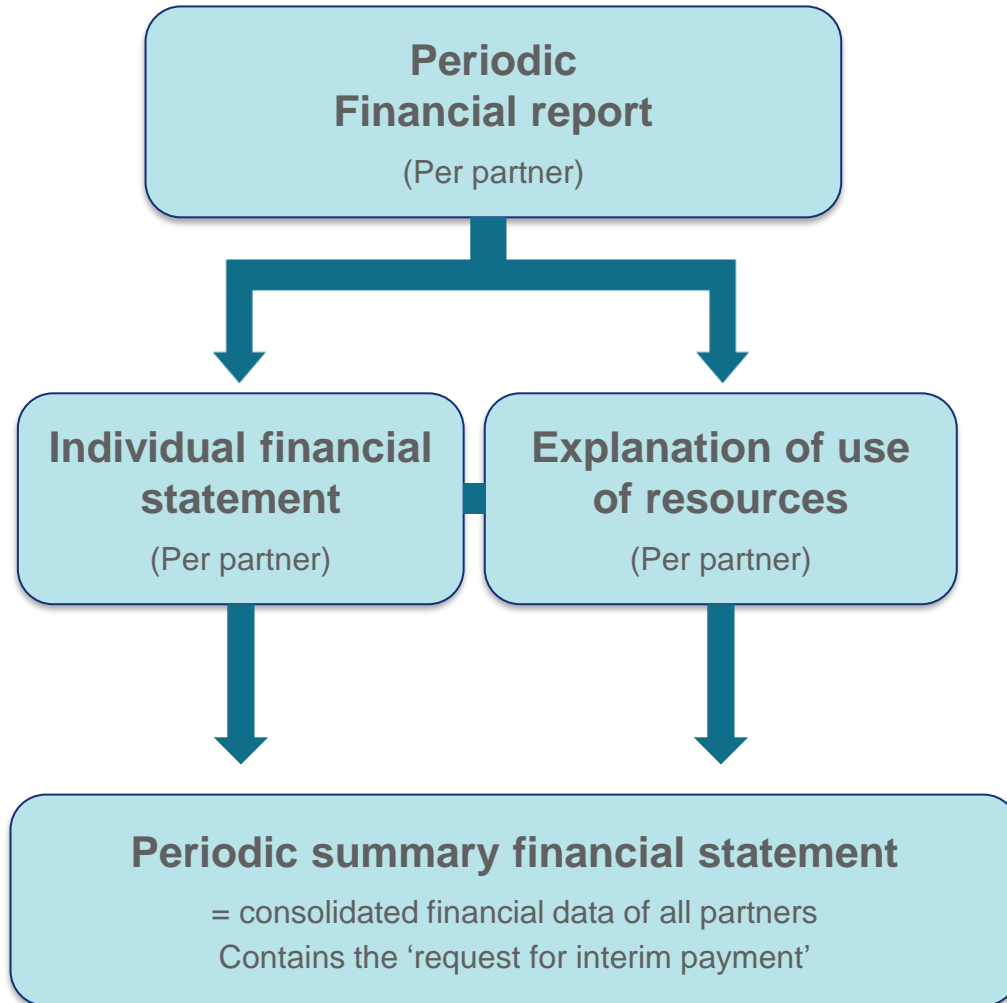 Periodic
Financial report
(Per partner)
Individual financial
statement
(Per partner)
Explanation of use
of resources
(Per partner)
Periodic summary financial statement
= consolidated financial data of all partners
Contains the ‘request for interim payment’